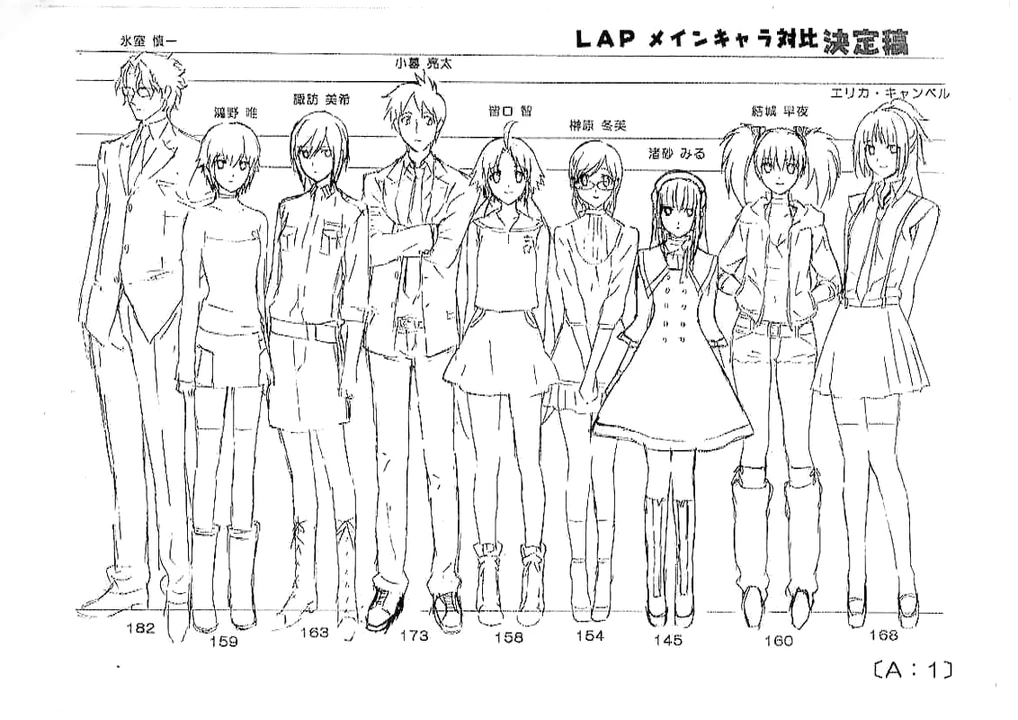 LAP メインキャラ対比 決定稿
氷室 慎一
小暮 亮太
エリカ・キャンベル
諏訪 美希
鴻野 唯
皆口 智
結城 早夜
榊原 冬美
渚砂 みる
182
159
163
173
158
154
145
160
168
〔A:1〕